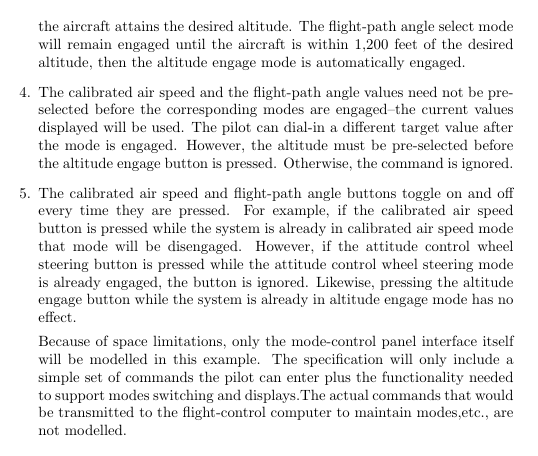 the aircraft attains the desired altitude. The flight-path angle select mode
will remain engaged until the aircraft is within 1,200 feet of the desired
altitude, then the altitude engage mode is automatically engaged.
4. The calibrated air speed and the flight-path angle values need not be pre-
selected before the corresponding modes are engaged–the current values
displayed will be used. The pilot can dial-in a different target value after
the mode is engaged. However, the altitude must be pre-selected before
the altitude engage button is pressed. Otherwise, the command is ignored.
5. The calibrated air speed and flight-path angle buttons toggle on and off
every time they are pressed. For example, if the calibrated air speed
button is pressed while the system is already in calibrated air speed mode
that mode will be disengaged. However, if the attitude control wheel
steering button is pressed while the attitude control wheel steering mode
is already engaged, the button is ignored. Likewise, pressing the altitude
engage button while the system is already in altitude engage mode has no
effect.
Because of space limitations, only the mode-control panel interface itself
will be modelled in this example. The specification will only include a
simple set of commands the pilot can enter plus the functionality needed
to support modes switching and displays.The actual commands that would
be transmitted to the flight-control computer to maintain modes,etc., are
not modelled.